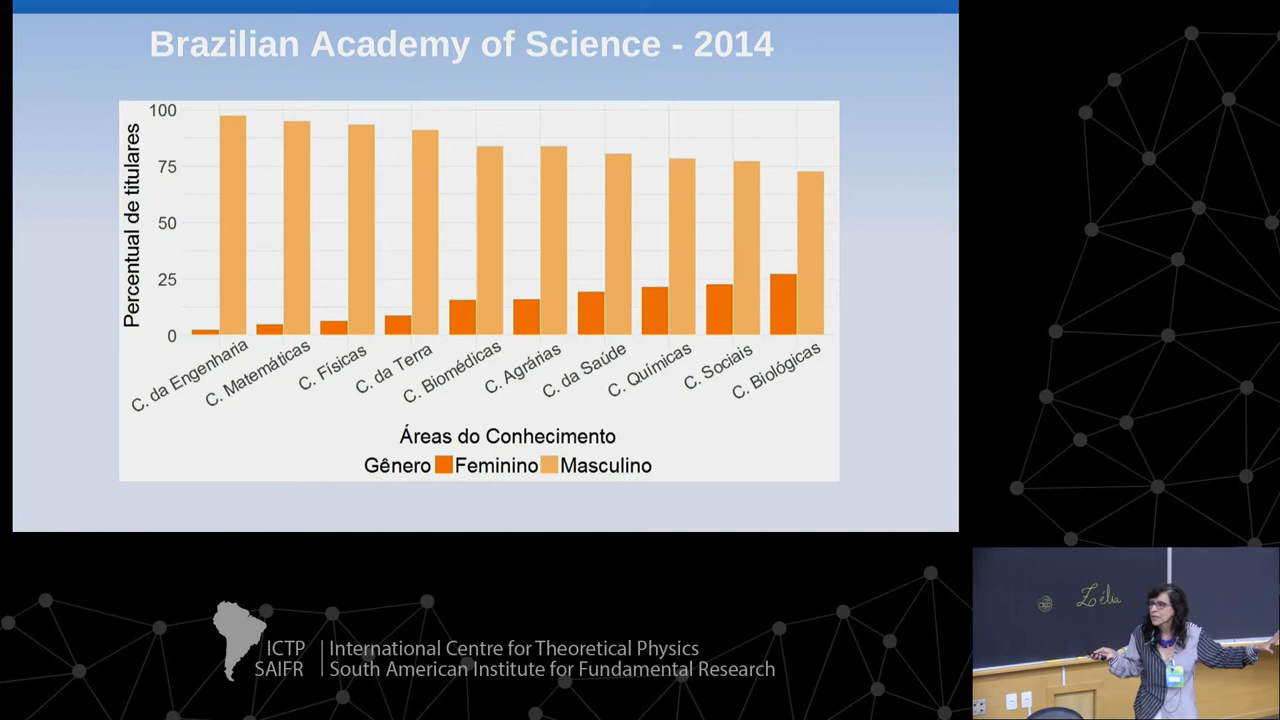 Brazilian Academy of Science - 2014
Percentual de titulares
100
75
50
25
0
C. da Engenharia
C. Matemáticas
C. Físicas
C. da Terra
C. Biomédicas
C. Agrárias
C. da Saúde
C. Químicas
C. Sociais
C. Biológicas
Áreas do Conhecimento
Gênero Feminino Masculino
Zélia
ICTP International Centre for Theoretical Physics
SAIFR South American Institute for Fundamental Research